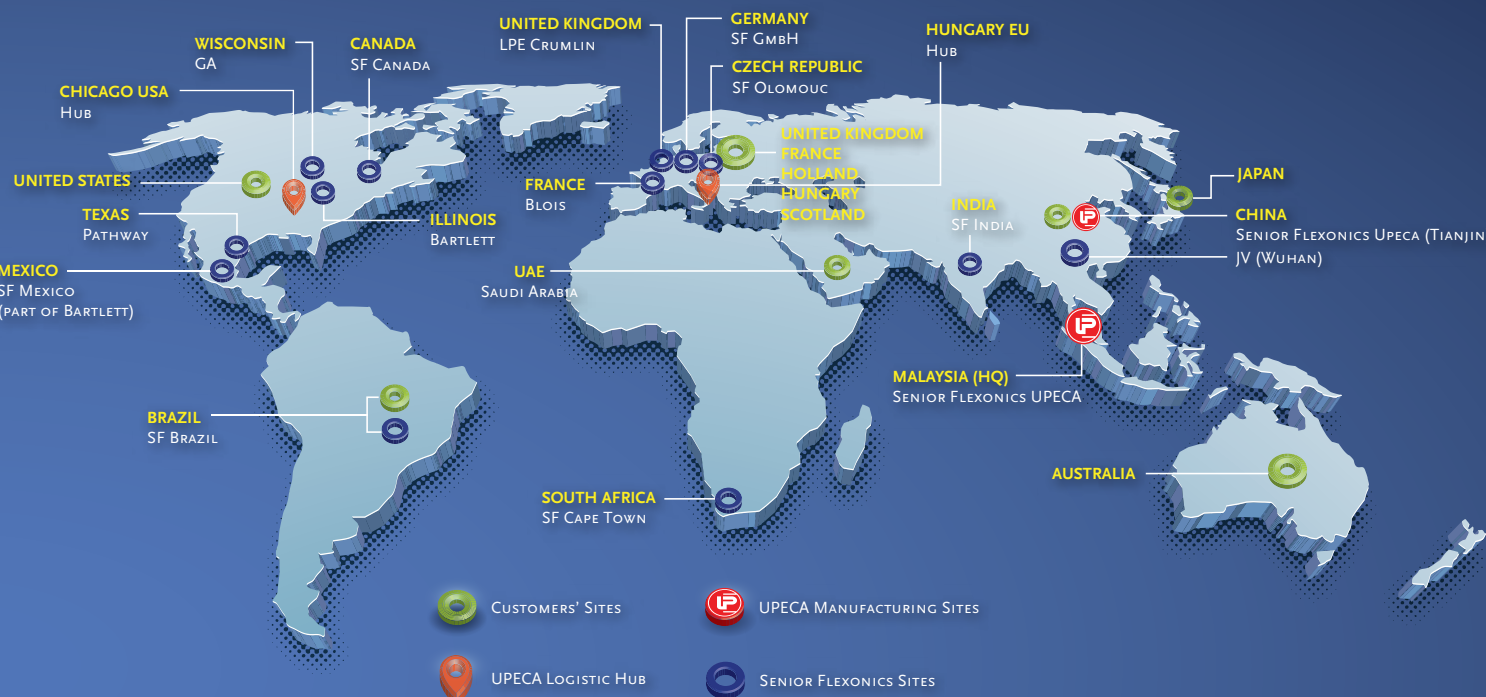 WISCONSIN
GA
CANADA
SF Canada
CHICAGO USA
Hub
UNITED STATES
TEXAS
Pathway
MEXICO
SF Mexico
(part of Bartlett)
ILLINOIS
Bartlett
UNITED KINGDOM
LPE Crumlin
GERMANY
SF GmbH
CZECH REPUBLIC
SF Olomouc
HUNGARY EU
Hub
UNITED KINGDOM
FRANCE
HOLLAND
HUNGARY
SCOTLAND
FRANCE
Blois
UAE
Saudi Arabia
INDIA
SF India
JAPAN
CHINA
Senior Flexonics Upeca (Tianjin
JV (Wuhan)
MALAYSIA (HQ)
Senior Flexonics UPECA
BRAZIL
SF Brazil
SOUTH AFRICA
SF Cape Town
AUSTRALIA
Customers' Sites
UPECA Manufacturing Sites
UPECA Logistic Hub
Senior Flexonics Sites